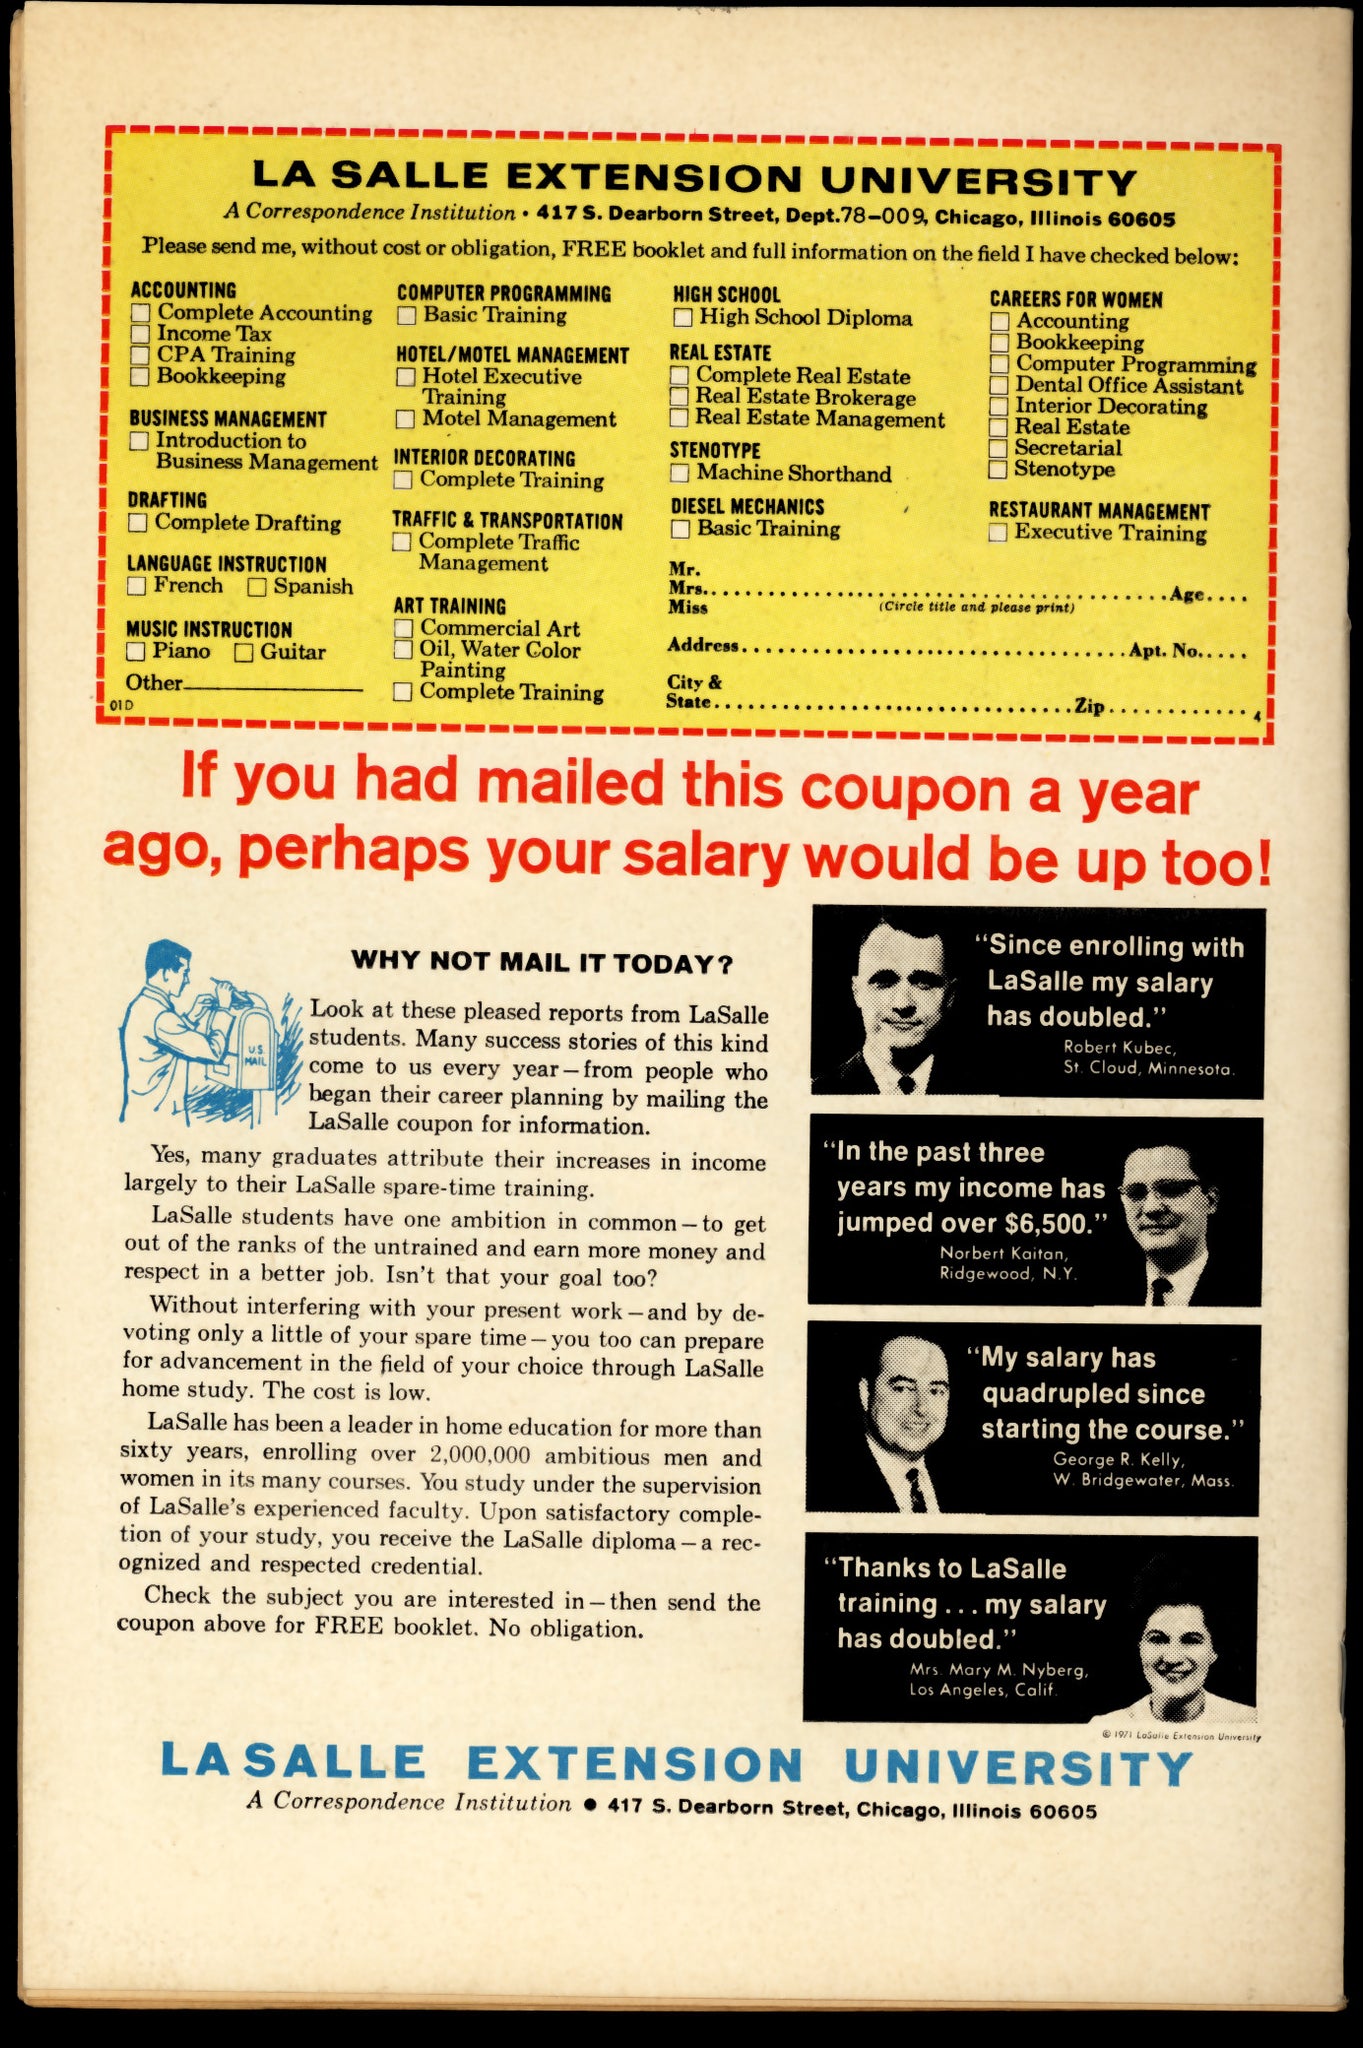 LA SALLE EXTENSION UNIVERSITY
A Correspondence Institution • 417 S. Dearborn Street, Dept.78-009, Chicago, Illinois 60605
Please send me, without cost or obligation, FREE booklet and full information on the field I have checked below:
ACCOUNTING
Complete Accounting
Income Tax
CPA Training
Bookkeeping
BUSINESS MANAGEMENT
Introduction to
Business Management
DRAFTING
Complete Drafting
LANGUAGE INSTRUCTION
French Spanish
MUSIC INSTRUCTION
Piano Guitar
Other
01D
COMPUTER PROGRAMMING
Basic Training
HOTEL/MOTEL MANAGEMENT
Hotel Executive
Training
Motel Management
INTERIOR DECORATING
Complete Training
TRAFFIC & TRANSPORTATION
Complete Traffic
Management
ART TRAINING
Commercial Art
Oil, Water Color
Painting
Complete Training
HIGH SCHOOL
High School Diploma
REAL ESTATE
Complete Real Estate
Real Estate Brokerage
Real Estate Management
STENOTYPE
Machine Shorthand
DIESEL MECHANICS
Basic Training
CAREERS FOR WOMEN
Accounting
Bookkeeping
Computer Programming
Dental Office Assistant
Interior Decorating
Real Estate
Secretarial
Stenotype
RESTAURANT MANAGEMENT
Executive Training
Mr.
Mrs. Age
Miss (Circle title and please print)
Address Apt. No.
City &
State Zip
4
If you had mailed this coupon a year
ago, perhaps your salary would be up too!
U.S.
MAIL
WHY NOT MAIL IT TODAY?
Look at these pleased reports from LaSalle
students. Many success stories of this kind
come to us every year—from people who
began their career planning by mailing the
LaSalle coupon for information.
Yes, many graduates attribute their increases in income
largely to their LaSalle spare-time training.
LaSalle students have one ambition in common—to get
out of the ranks of the untrained and earn more money and
respect in a better job. Isn't that your goal too?
Without interfering with your present work—and by de-
voting only a little of your spare time—you too can prepare
for advancement in the field of your choice through LaSalle
home study. The cost is low.
LaSalle has been a leader in home education for more than
sixty years, enrolling over 2,000,000 ambitious men and
women in its many courses. You study under the supervision
of LaSalle's experienced faculty. Upon satisfactory comple-
tion of your study, you receive the LaSalle diploma—a rec-
ognized and respected credential.
Check the subject you are interested in—then send the
coupon above for FREE booklet. No obligation.
"Since enrolling with
LaSalle my salary
has doubled."
Robert Kubec,
St. Cloud, Minnesota.
"In the past three
years my income has
jumped over $6,500."
Norbert Kaitan,
Ridgewood, N.Y.
"My salary has
quadrupled since
starting the course."
George R. Kelly,
W. Bridgewater, Mass.
"Thanks to LaSalle
training... my salary
has doubled."
Mrs. Mary M. Nyberg,
Los Angeles, Calif.
© 1971 LaSalle Extension University
LA SALLE EXTENSION UNIVERSITY
A Correspondence Institution • 417 S. Dearborn Street, Chicago, Illinois 60605